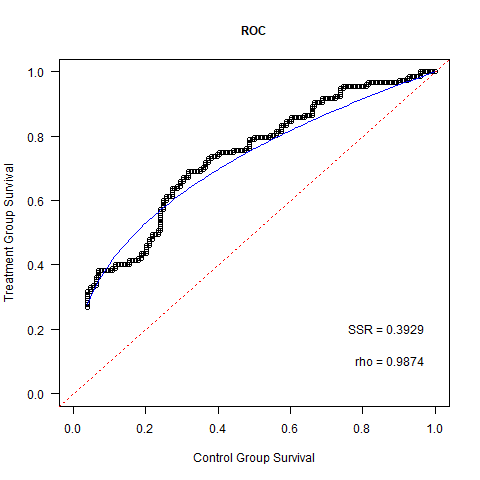 ROC
Treatment Group Survival
1.0
0.8
0.6
0.4
0.2
0.0
SSR = 0.3929
rho = 0.9874
0.0 0.2 0.4 0.6 0.8 1.0
Control Group Survival